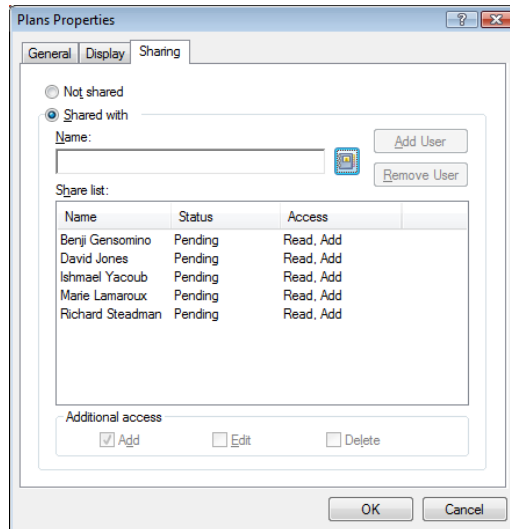 Plans Properties
General Display Sharing
Not shared
Shared with
Name:
Add User
Remove User
Share list:
Name Status Access
Benji Gensomino Pending Read, Add
David Jones Pending Read, Add
Ishmael Yacoub Pending Read, Add
Marie Lamaroux Pending Read, Add
Richard Steadman Pending Read, Add
Additional access
Add Edit Delete
OK Cancel